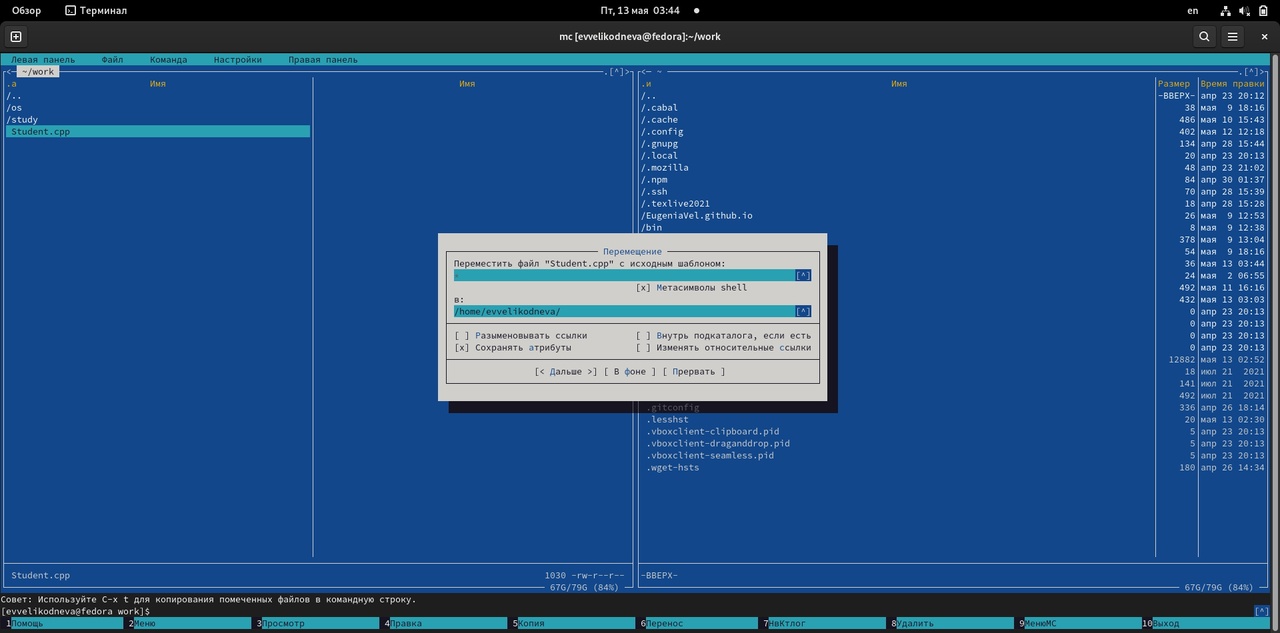 Обзор Терминал Пт, 13 мая 03:44 en
mc [evvelikodneva@fedora]:~/work
Левая панель Файл Команда Настройки Правая панель
<─ ~/work .[^]> <─ ~ .[^]>
.и Имя Имя .и Имя Размер Время правки
/.. /.. -ВВЕРХ- апр 23 20:12
/os /.cabal 38 мая 9 18:16
/study /.cache 486 мая 10 15:43
Student.cpp /.config 402 мая 12 12:18
/.gnupg 134 апр 28 15:44
/.local 20 апр 23 20:13
/.mozilla 48 апр 23 21:02
/.npm 84 апр 30 01:37
/.ssh 70 апр 28 15:39
/.texlive2021 18 апр 28 15:28
/EugeniaVel.github.io 26 мая 9 12:53
/bin 8 мая 9 12:38
378 мая 9 13:04
Перемещение 54 мая 9 18:16
Переместить файл "Student.cpp" с исходным шаблоном: 36 мая 13 03:44
[^] 24 мая 2 06:55
[x] Метасимволы shell 492 мая 11 16:16
в: 432 мая 13 03:03
/home/evvelikodneva/ [^] 0 апр 23 20:13
0 апр 23 20:13
[ ] Разыменовывать ссылки [ ] Внутрь подкаталога, если есть 0 апр 23 20:13
[x] Сохранять атрибуты [ ] Изменять относительные ссылки 0 апр 23 20:13
12882 мая 13 02:52
[< Дальше >] [ В фоне ] [ Прервать ] 18 июл 21 2021
141 июл 21 2021
492 июл 21 2021
.gitconfig 336 апр 26 18:14
.lesshst 20 мая 13 02:30
.vboxclient-clipboard.pid 5 апр 23 20:13
.vboxclient-draganddrop.pid 5 апр 23 20:13
.vboxclient-seamless.pid 5 апр 23 20:13
.wget-hsts 180 апр 26 14:34
Student.cpp 1030 -rw-r--r-- -ВВЕРХ-
67G/79G (84%) 67G/79G (84%)
Совет: Используйте C-x t для копирования помеченных файлов в командную строку.
[evvelikodneva@fedora work]$ [^]
1Помощь 2Меню 3Просмотр 4Правка 5Копия 6Перенос 7НвКтлог 8Удалить 9МенюMC 10Выход